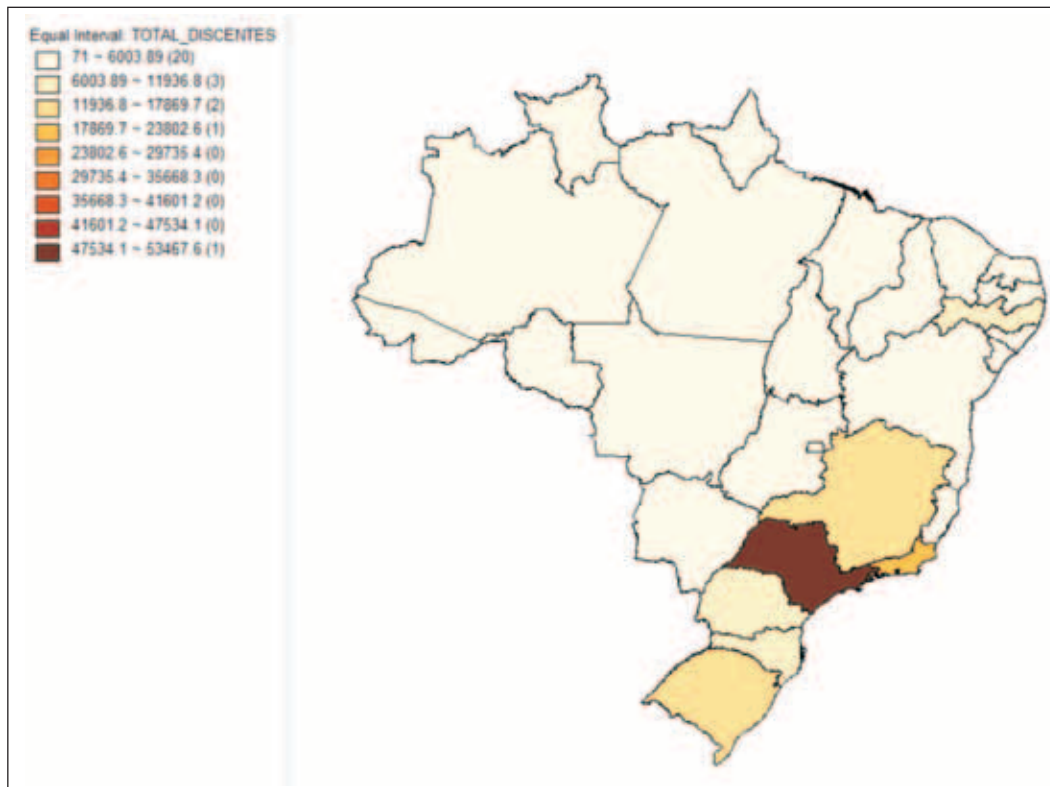 Equal Interval: TOTAL_DISCENTES
71 ~ 6003.89 (20)
6003.89 ~ 11936.8 (3)
11936.8 ~ 17869.7 (2)
17869.7 ~ 23802.6 (1)
23802.6 ~ 29735.4 (0)
29735.4 ~ 35668.3 (0)
35668.3 ~ 41601.2 (0)
41601.2 ~ 47534.1 (0)
47534.1 ~ 53467.6 (1)